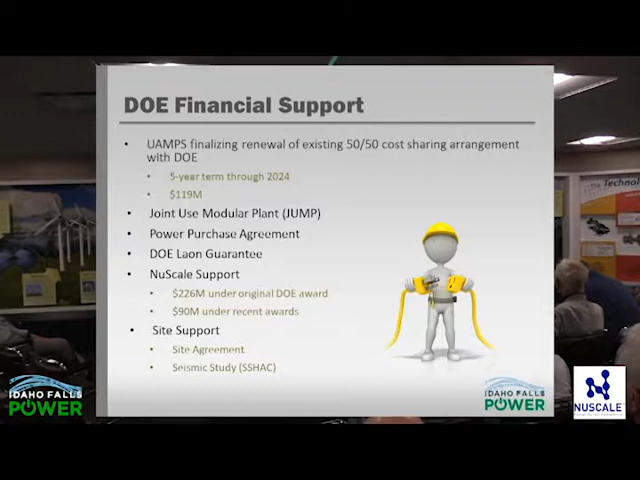 DOE Financial Support
• UAMPS finalizing renewal of existing 50/50 cost sharing arrangement
with DOE
• 5-year term through 2024
• $119M
• Joint Use Modular Plant (JUMP)
• Power Purchase Agreement
• DOE Laon Guarantee
• NuScale Support
• $226M under original DOE award
• $90M under recent awards
• Site Support
• Site Agreement
• Seismic Study (SSHAC)
IDAHO FALLS
POWER
IDAHO FALLS
POWER
NUSCALE
The Technolo